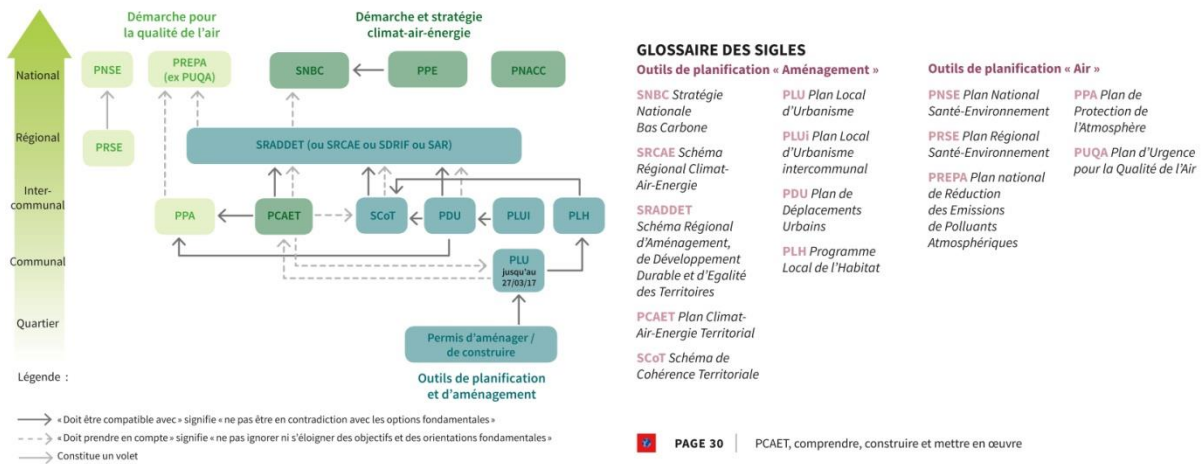 Démarche pour
la qualité de l'air
Démarche et stratégie
climat-air-énergie
National
PNSE
PREPA
(ex PUQA)
SNBC
PPE
PNACC
Régional
PRSE
SRADDET (ou SRCAE ou SDRIF ou SAR)
Inter-
communal
PPA
PCAET
SCoT
PDU
PLUI
PLH
Communal
PLU
jusqu'au
27/03/17
Quartier
Permis d'aménager /
de construire
Outils de planification
et d'aménagement
Légende :
« Doit être compatible avec » signifie « ne pas être en contradiction avec les options fondamentales »
« Doit prendre en compte » signifie « ne pas ignorer ni s'éloigner des objectifs et des orientations fondamentales »
Constitue un volet
GLOSSAIRE DES SIGLES
Outils de planification « Aménagement »
SNBC Stratégie
Nationale
Bas Carbone
SRCAE Schéma
Régional Climat-
Air-Energie
SRADDET
Schéma Régional
d'Aménagement,
de Développement
Durable et d'Egalité
des Territoires
PCAET Plan Climat-
Air-Energie Territorial
SCoT Schéma de
Cohérence Territoriale
PLU Plan Local
d'Urbanisme
PLUi Plan Local
d'Urbanisme
intercommunal
PDU Plan de
Déplacements
Urbains
PLH Programme
Local de l'Habitat
Outils de planification « Air »
PNSE Plan National
Santé-Environnement
PRSE Plan Régional
Santé-Environnement
PREPA Plan national
de Réduction
des Emissions
de Polluants
Atmosphériques
PPA Plan de
Protection de
l'Atmosphère
PUQA Plan d'Urgence
pour la Qualité de l'Air
PAGE 30
PCAET, comprendre, construire et mettre en œuvre